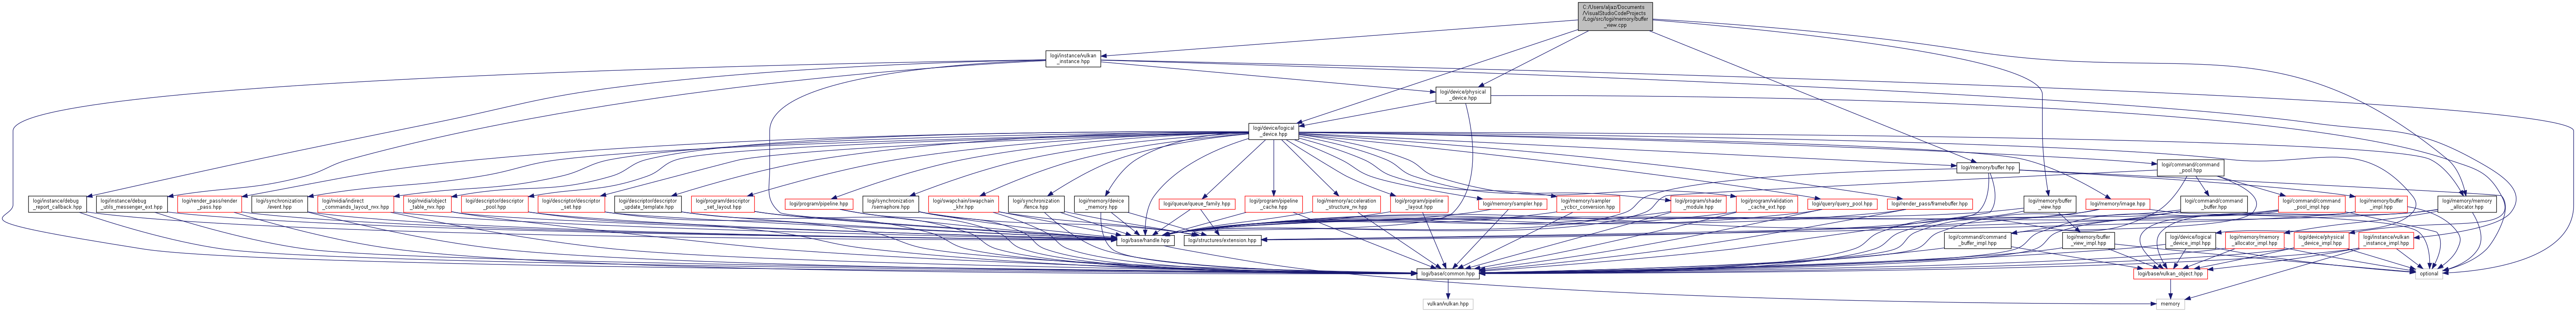 C:/Users/aljaz/Documents
/VisualStudioCodeProjects
/Logi/src/logi/memory/buffer
_view.cpp
logi/instance/vulkan
_instance.hpp
logi/device/physical
_device.hpp
logi/device/logical
_device.hpp
logi/memory/buffer.hpp
logi/command/command
_pool.hpp
logi/instance/debug
_report_callback.hpp
logi/instance/debug
_utils_messenger_ext.hpp
logi/render_pass/render
_pass.hpp
logi/synchronization
/event.hpp
logi/nvidia/indirect
_commands_layout_nvx.hpp
logi/nvidia/object
_table_nvx.hpp
logi/descriptor/descriptor
_pool.hpp
logi/descriptor/descriptor
_set.hpp
logi/descriptor/descriptor
_update_template.hpp
logi/program/descriptor
_set_layout.hpp
logi/program/pipeline.hpp
logi/synchronization
/semaphore.hpp
logi/swapchain/swapchain
_khr.hpp
logi/synchronization
/fence.hpp
logi/memory/device
_memory.hpp
logi/queue/queue_family.hpp
logi/program/pipeline
_cache.hpp
logi/memory/acceleration
_structure_nv.hpp
logi/program/pipeline
_layout.hpp
logi/memory/sampler.hpp
logi/memory/sampler
_ycbcr_conversion.hpp
logi/program/shader
_module.hpp
logi/program/validation
_cache_ext.hpp
logi/query/query_pool.hpp
logi/render_pass/framebuffer.hpp
logi/memory/buffer
_view.hpp
logi/memory/image.hpp
logi/command/command
_buffer.hpp
logi/command/command
_pool_impl.hpp
logi/memory/buffer
_impl.hpp
logi/memory/memory
_allocator.hpp
logi/base/handle.hpp
logi/structures/extension.hpp
logi/command/command
_buffer_impl.hpp
logi/memory/buffer
_view_impl.hpp
logi/device/logical
_device_impl.hpp
logi/memory/memory
_allocator_impl.hpp
logi/device/physical
_device_impl.hpp
logi/instance/vulkan
_instance_impl.hpp
logi/base/common.hpp
logi/base/vulkan_object.hpp
optional
vulkan/vulkan.hpp
memory